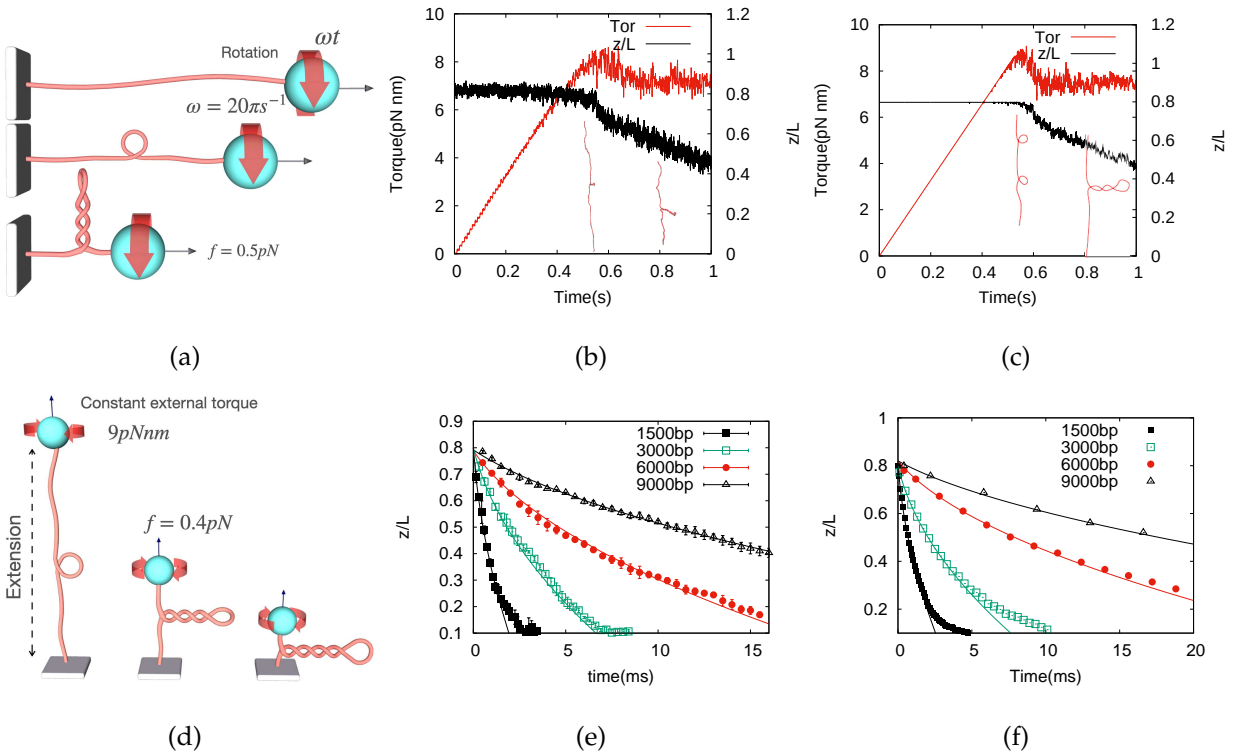 Rotation
ωt
ω = 20πs⁻¹
f = 0.5pN
(a)
10
8
6
4
2
0
Torque(pN nm)
Tor
z/L
1.2
1
0.8
0.6
0.4
0.2
0
z/L
0 0.2 0.4 0.6 0.8 1
Time(s)
(b)
10
8
6
4
2
0
Torque(pN nm)
Tor
z/L
1.2
1
0.8
0.6
0.4
0.2
0
z/L
0 0.2 0.4 0.6 0.8 1
Time(s)
(c)
Constant external torque
9pNnm
Extension
f = 0.4pN
(d)
0.9
0.8
0.7
0.6
0.5
0.4
0.3
0.2
0.1
z/L
1500bp
3000bp
6000bp
9000bp
0 5 10 15
time(ms)
(e)
1
0.8
0.6
0.4
0.2
z/L
1500bp
3000bp
6000bp
9000bp
0 5 10 15 20
Time(ms)
(f)